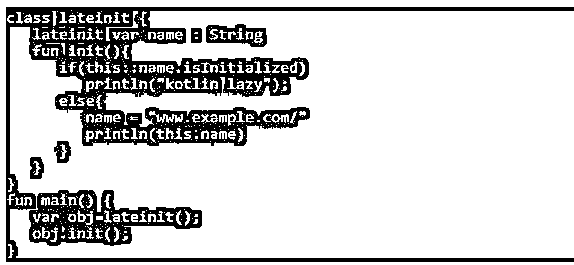 class lateinit {
lateinit var name : String
fun init(){
if(this::name.isInitialized)
println("kotlin lazy");
else{
name = "www.example.com/"
println(this.name)
}
}
}
fun main() {
var obj=lateinit();
obj.init();
}